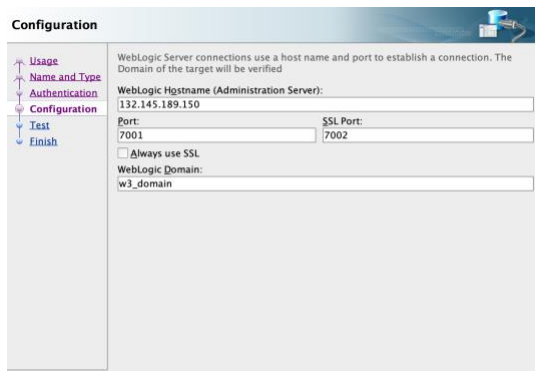 Configuration
Usage
Name and Type
Authentication
Configuration
Test
Finish
WebLogic Server connections use a host name and port to establish a connection. The
Domain of the target will be verified
WebLogic Hostname (Administration Server):
132.145.189.150
Port:
SSL Port:
7001
7002
Always use SSL
WebLogic Domain:
w3_domain